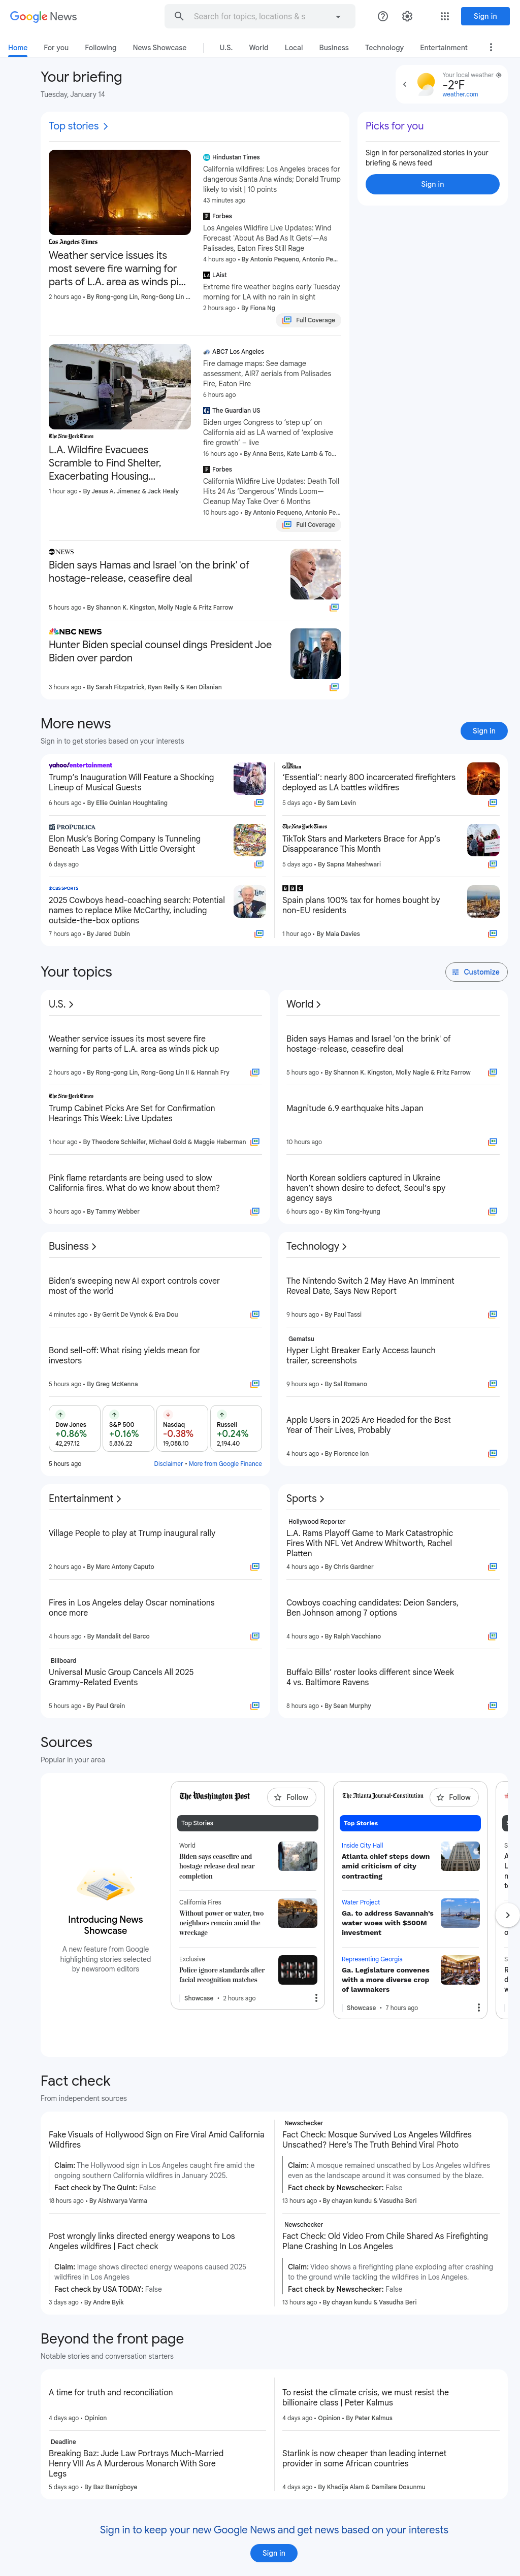 Google News
Search for topics, locations & s
Sign in
Home
For you
Following
News Showcase
U.S.
World
Local
Business
Technology
Entertainment
Your briefing
Tuesday, January 14
Your local weather
-2°F
weather.com
Top stories
Picks for you
Sign in for personalized stories in your
briefing & news feed
Sign in
Los Angeles Times
Weather service issues its
most severe fire warning for
parts of L.A. area as winds pi...
2 hours ago • By Rong-gong Lin, Rong-Gong Lin ...
Hindustan Times
California wildfires: Los Angeles braces for
dangerous Santa Ana winds; Donald Trump
likely to visit | 10 points
43 minutes ago
Forbes
Los Angeles Wildfire Live Updates: Wind
Forecast 'About As Bad As It Gets'—As
Palisades, Eaton Fires Still Rage
4 hours ago • By Antonio Pequeno, Antonio Pe...
LAist
Extreme fire weather begins early Tuesday
morning for LA with no rain in sight
2 hours ago • By Fiona Ng
Full Coverage
The New York Times
L.A. Wildfire Evacuees
Scramble to Find Shelter,
Exacerbating Housing...
1 hour ago • By Jesus A. Jimenez & Jack Healy
ABC7 Los Angeles
Fire damage maps: See damage
assessment, AIR7 aerials from Palisades
Fire, Eaton Fire
6 hours ago
The Guardian US
Biden urges Congress to 'step up' on
California aid as LA warned of 'explosive
fire growth' – live
16 hours ago • By Anna Betts, Kate Lamb & To...
Forbes
California Wildfire Live Updates: Death Toll
Hits 24 As 'Dangerous' Winds Loom—
Cleanup May Take Over 6 Months
10 hours ago • By Antonio Pequeno, Antonio Pe...
Full Coverage
abc NEWS
Biden says Hamas and Israel 'on the brink' of
hostage-release, ceasefire deal
5 hours ago • By Shannon K. Kingston, Molly Nagle & Fritz Farrow
NBC NEWS
Hunter Biden special counsel dings President Joe
Biden over pardon
3 hours ago • By Sarah Fitzpatrick, Ryan Reilly & Ken Dilanian
More news
Sign in to get stories based on your interests
Sign in
yahoo!entertainment
Trump's Inauguration Will Feature a Shocking
Lineup of Musical Guests
6 hours ago • By Ellie Quinlan Houghtaling
The Guardian
'Essential': nearly 800 incarcerated firefighters
deployed as LA battles wildfires
5 days ago • By Sam Levin
PROPUBLICA
Elon Musk's Boring Company Is Tunneling
Beneath Las Vegas With Little Oversight
6 days ago
The New York Times
TikTok Stars and Marketers Brace for App's
Disappearance This Month
5 days ago • By Sapna Maheshwari
CBS SPORTS
2025 Cowboys head-coaching search: Potential
names to replace Mike McCarthy, including
outside-the-box options
7 hours ago • By Jared Dubin
BBC
Spain plans 100% tax for homes bought by
non-EU residents
1 hour ago • By Maia Davies
Your topics
Customize
U.S.
Weather service issues its most severe fire
warning for parts of L.A. area as winds pick up
2 hours ago • By Rong-gong Lin, Rong-Gong Lin II & Hannah Fry
The New York Times
Trump Cabinet Picks Are Set for Confirmation
Hearings This Week: Live Updates
1 hour ago • By Theodore Schleifer, Michael Gold & Maggie Haberman
Pink flame retardants are being used to slow
California fires. What do we know about them?
3 hours ago • By Tammy Webber
World
Biden says Hamas and Israel 'on the brink' of
hostage-release, ceasefire deal
5 hours ago • By Shannon K. Kingston, Molly Nagle & Fritz Farrow
Magnitude 6.9 earthquake hits Japan
10 hours ago
North Korean soldiers captured in Ukraine
haven't shown desire to defect, Seoul's spy
agency says
6 hours ago • By Kim Tong-hyung
Business
Biden's sweeping new AI export controls cover
most of the world
4 minutes ago • By Gerrit De Vynck & Eva Dou
Bond sell-off: What rising yields mean for
investors
5 hours ago • By Greg McKenna
Dow Jones
+0.86%
42,297.12
S&P 500
+0.16%
5,836.22
Nasdaq
-0.38%
19,088.10
Russell
+0.24%
2,194.40
5 hours ago
Disclaimer • More from Google Finance
Technology
The Nintendo Switch 2 May Have An Imminent
Reveal Date, Says New Report
9 hours ago • By Paul Tassi
Gematsu
Hyper Light Breaker Early Access launch
trailer, screenshots
9 hours ago • By Sal Romano
Apple Users in 2025 Are Headed for the Best
Year of Their Lives, Probably
4 hours ago • By Florence Ion
Entertainment
Village People to play at Trump inaugural rally
2 hours ago • By Marc Antony Caputo
Fires in Los Angeles delay Oscar nominations
once more
4 hours ago • By Mandalit del Barco
Billboard
Universal Music Group Cancels All 2025
Grammy-Related Events
5 hours ago • By Paul Grein
Sports
Hollywood Reporter
L.A. Rams Playoff Game to Mark Catastrophic
Fires With NFL Vet Andrew Whitworth, Rachel
Platten
4 hours ago • By Chris Gardner
Cowboys coaching candidates: Deion Sanders,
Ben Johnson among 7 options
4 hours ago • By Ralph Vacchiano
Buffalo Bills' roster looks different since Week
4 vs. Baltimore Ravens
8 hours ago • By Sean Murphy
Sources
Popular in your area
Introducing News
Showcase
A new feature from Google
highlighting stories selected
by newsroom editors
The Washington Post
Follow
Top Stories
World
Biden says ceasefire and
hostage release deal near
completion
California Fires
Without power or water, two
neighbors remain amid the
wreckage
Exclusive
Police ignore standards after
facial recognition matches
Showcase • 2 hours ago
The Atlanta Journal-Constitution
Follow
Top Stories
Inside City Hall
Atlanta chief steps down
amid criticism of city
contracting
Water Project
Ga. to address Savannah's
water woes with $500M
investment
Representing Georgia
Ga. Legislature convenes
with a more diverse crop
of lawmakers
Showcase • 7 hours ago
Fact check
From independent sources
Fake Visuals of Hollywood Sign on Fire Viral Amid California
Wildfires
Claim: The Hollywood sign in Los Angeles caught fire amid the
ongoing southern California wildfires in January 2025.
Fact check by The Quint: False
18 hours ago • By Aishwarya Varma
Newschecker
Fact Check: Mosque Survived Los Angeles Wildfires
Unscathed? Here's The Truth Behind Viral Photo
Claim: A mosque remained unscathed by Los Angeles wildfires
even as the landscape around it was consumed by the blaze.
Fact check by Newschecker: False
13 hours ago • By chayan kundu & Vasudha Beri
Post wrongly links directed energy weapons to Los
Angeles wildfires | Fact check
Claim: Image shows directed energy weapons caused 2025
wildfires in Los Angeles
Fact check by USA TODAY: False
3 days ago • By Andre Byik
Newschecker
Fact Check: Old Video From Chile Shared As Firefighting
Plane Crashing In Los Angeles
Claim: Video shows a firefighting plane exploding after crashing
to the ground while tackling the wildfires in Los Angeles.
Fact check by Newschecker: False
13 hours ago • By chayan kundu & Vasudha Beri
Beyond the front page
Notable stories and conversation starters
A time for truth and reconciliation
4 days ago • Opinion
To resist the climate crisis, we must resist the
billionaire class | Peter Kalmus
4 days ago • Opinion • By Peter Kalmus
Deadline
Breaking Baz: Jude Law Portrays Much-Married
Henry VIII As A Murderous Monarch With Sore
Legs
5 days ago • By Baz Bamigboye
Starlink is now cheaper than leading internet
provider in some African countries
4 days ago • By Khadija Alam & Damilare Dosunmu
Sign in to keep your new Google News and get news based on your interests
Sign in